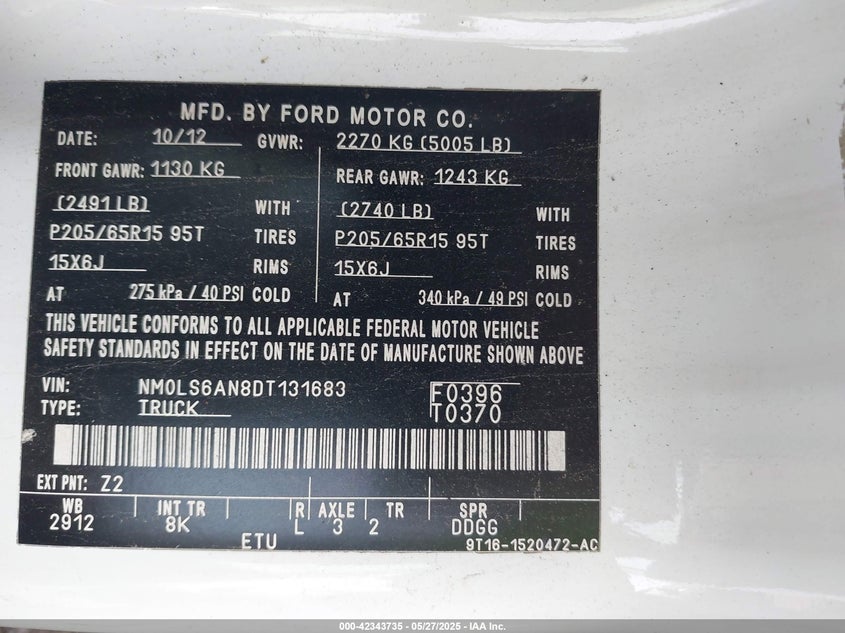 MFD. BY FORD MOTOR CO.
DATE: 10/12 GVWR: 2270 KG (5005 LB)
FRONT GAWR: 1130 KG REAR GAWR: 1243 KG
(2491 LB) WITH (2740 LB) WITH
P205/65R15 95T TIRES P205/65R15 95T TIRES
15X6J RIMS 15X6J RIMS
AT 275 kPa / 40 PSI COLD AT 340 kPa / 49 PSI COLD
THIS VEHICLE CONFORMS TO ALL APPLICABLE FEDERAL MOTOR VEHICLE
SAFETY STANDARDS IN EFFECT ON THE DATE OF MANUFACTURE SHOWN ABOVE
VIN: NM0LS6AN8DT131683 F0396
TYPE: TRUCK T0370
EXT PNT: Z2
WB INT TR R AXLE TR SPR
2912 8K L 3 2 DDGG
ETU 9T16-1520472-AC
000-42343735 - 05/27/2025 - IAA Inc.